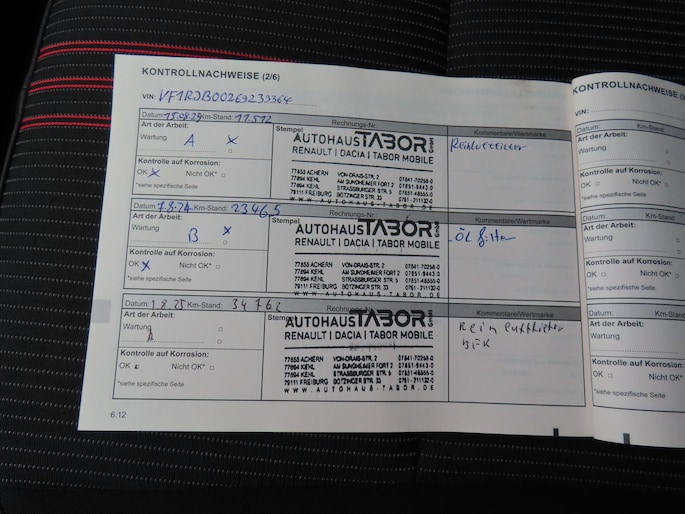 KONTROLLNACHWEISE (2/6)
VIN:
Datum: 15.08.23 Km-Stand: 11.512
Rechnungs-Nr.
Art der Arbeit:
Stempel
Kommentare/Wertmarke
Wartung A x
AUTOHAUS TABOR GmbH
RENAULT | DACIA | TABOR MOBILE
Kontrolle auf Korrosion:
OK x Nicht OK*
*siehe spezifische Seite
77855 ACHERN VON-DRAIS-STR. 2 07841-70268-0
77694 KEHL AM SUNDHEIMER FORT 2 07851-9443-0
77694 KEHL STRASSBURGER STR. 5 07851-48555-0
79111 FREIBURG BÖTZINGER STR. 33 0761-211132-0
WWW.AUTOHAUS-TABOR.DE
Datum: 7.8.24 Km-Stand: 23465
Rechnungs-Nr.
Art der Arbeit:
Stempel
Kommentare/Wertmarke
Wartung B x
AUTOHAUS TABOR GmbH
RENAULT | DACIA | TABOR MOBILE
Öl filter
Kontrolle auf Korrosion:
OK x Nicht OK*
*siehe spezifische Seite
77855 ACHERN VON-DRAIS-STR. 2 07841-70268-0
77694 KEHL AM SUNDHEIMER FORT 2 07851-9443-0
77694 KEHL STRASSBURGER STR. 5 07851-48555-0
79111 FREIBURG BÖTZINGER STR. 33 0761-211132-0
WWW.AUTOHAUS-TABOR.DE
Datum: 1.8.25 Km-Stand: 34762
Art der Arbeit:
Stempel
Kommentare/Wertmarke
Wartung A
AUTOHAUS TABOR GmbH
RENAULT | DACIA | TABOR MOBILE
Kontrolle auf Korrosion:
OK Nicht OK*
*siehe spezifische Seite
77855 ACHERN VON-DRAIS-STR. 2 07841-70268-0
77694 KEHL AM SUNDHEIMER FORT 2 07851-9443-0
77694 KEHL STRASSBURGER STR. 5 07851-48555-0
79111 FREIBURG BÖTZINGER STR. 33 0761-211132-0
WWW.AUTOHAUS-TABOR.DE
6.12
KONTROLLNACHWEISE
VIN:
Datum: Km-Stand:
Art der Arbeit:
Wartung
Kontrolle auf Korrosion:
OK Nicht OK*
*siehe spezifische Seite
Datum: Km-Stand:
Art der Arbeit:
Wartung
Kontrolle auf Korrosion:
OK Nicht OK*
*siehe spezifische Seite
Datum: Km-Stand:
Art der Arbeit:
Wartung
Kontrolle auf Korrosion:
OK Nicht OK*
*siehe spezifische Seite